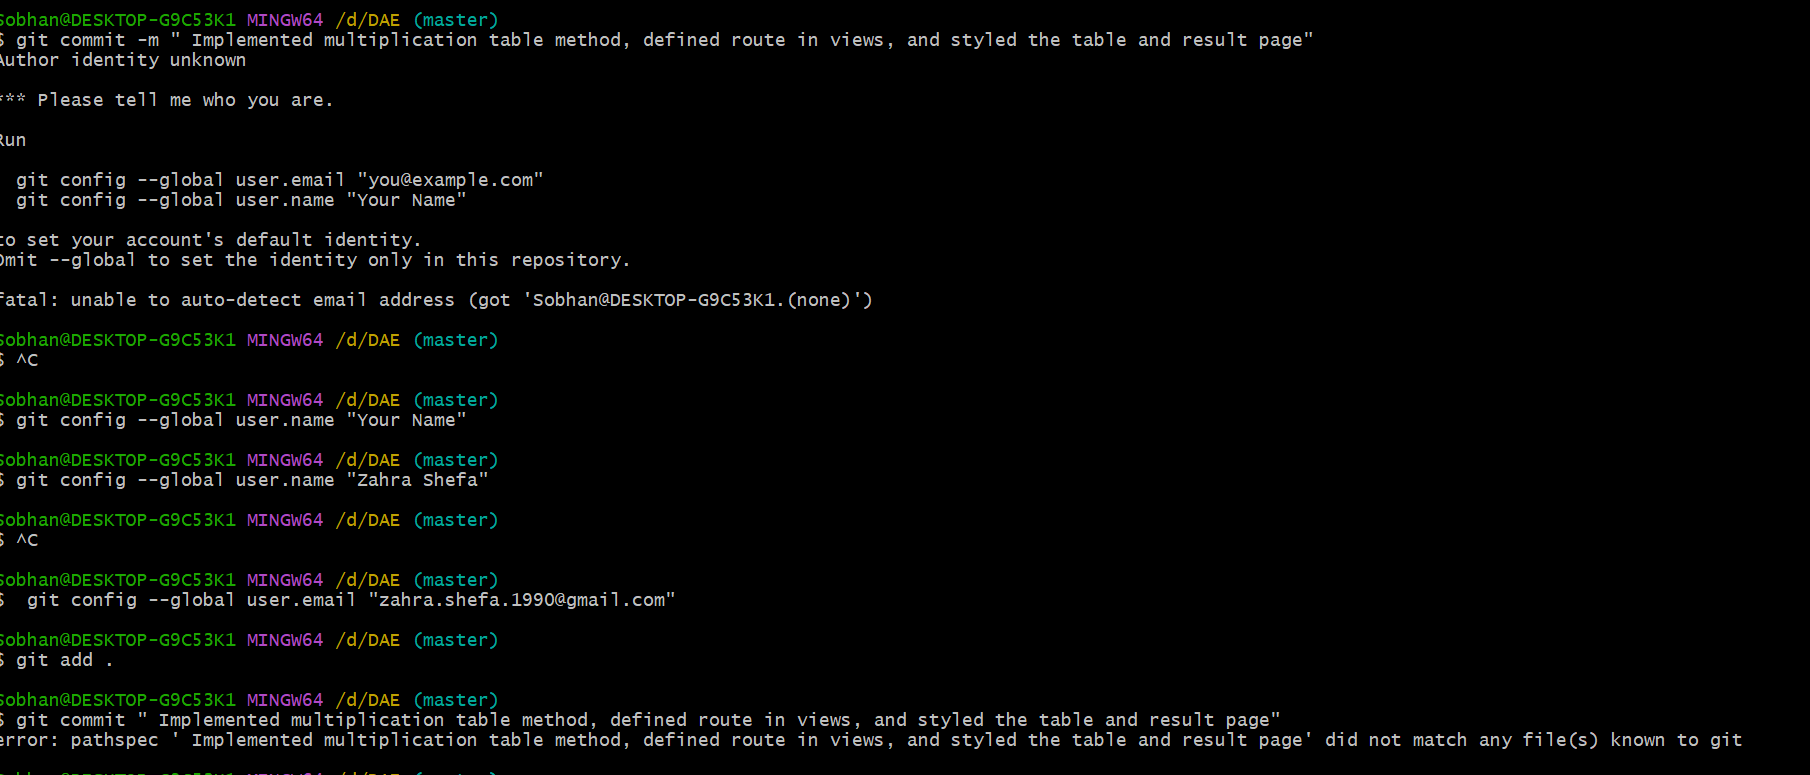 Sobhan@DESKTOP-G9C53K1 MINGW64 /d/DAE (master)
$ git commit -m " Implemented multiplication table method, defined route in views, and styled the table and result page"
Author identity unknown
*** Please tell me who you are.
Run
git config --global user.email "you@example.com"
git config --global user.name "Your Name"
to set your account's default identity.
Omit --global to set the identity only in this repository.
fatal: unable to auto-detect email address (got 'Sobhan@DESKTOP-G9C53K1.(none)')
Sobhan@DESKTOP-G9C53K1 MINGW64 /d/DAE (master)
$ ^C
Sobhan@DESKTOP-G9C53K1 MINGW64 /d/DAE (master)
$ git config --global user.name "Your Name"
Sobhan@DESKTOP-G9C53K1 MINGW64 /d/DAE (master)
$ git config --global user.name "Zahra Shefa"
Sobhan@DESKTOP-G9C53K1 MINGW64 /d/DAE (master)
$ ^C
Sobhan@DESKTOP-G9C53K1 MINGW64 /d/DAE (master)
$  git config --global user.email "zahra.shefa.1990@gmail.com"
Sobhan@DESKTOP-G9C53K1 MINGW64 /d/DAE (master)
$ git add .
Sobhan@DESKTOP-G9C53K1 MINGW64 /d/DAE (master)
$ git commit " Implemented multiplication table method, defined route in views, and styled the table and result page"
error: pathspec ' Implemented multiplication table method, defined route in views, and styled the table and result page' did not match any file(s) known to git